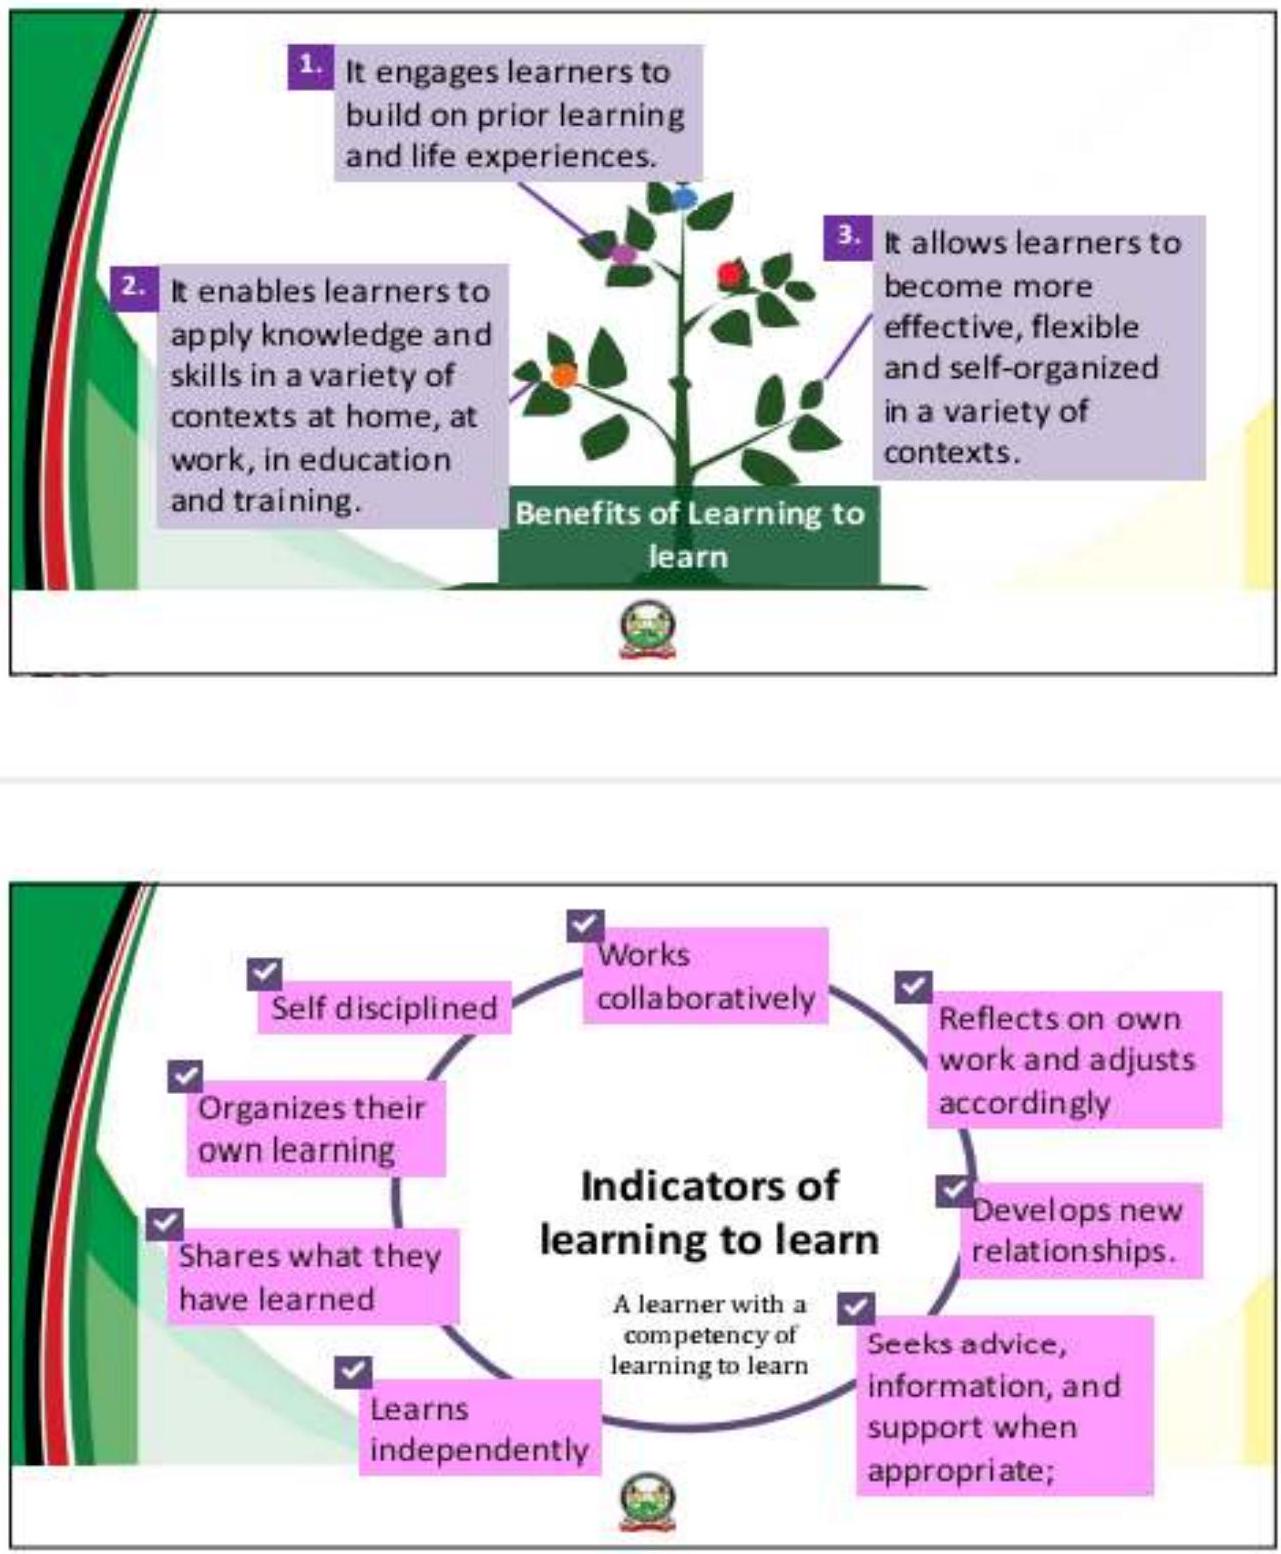 1.
It engages learners to
build on prior learning
and life experiences.
2.
It enables learners to
apply knowledge and
skills in a variety of
contexts at home, at
work, in education
and training.
3.
It allows learners to
become more
effective, flexible
and self-organized
in a variety of
contexts.
Benefits of Learning to
learn
Works
collaboratively
Self disciplined
Reflects on own
work and adjusts
accordingly
Organizes their
own learning
Indicators of
learning to learn
Develops new
relationships.
Shares what they
have learned
A learner with a
competency of
learning to learn
Seeks advice,
information, and
support when
appropriate;
Learns
independently